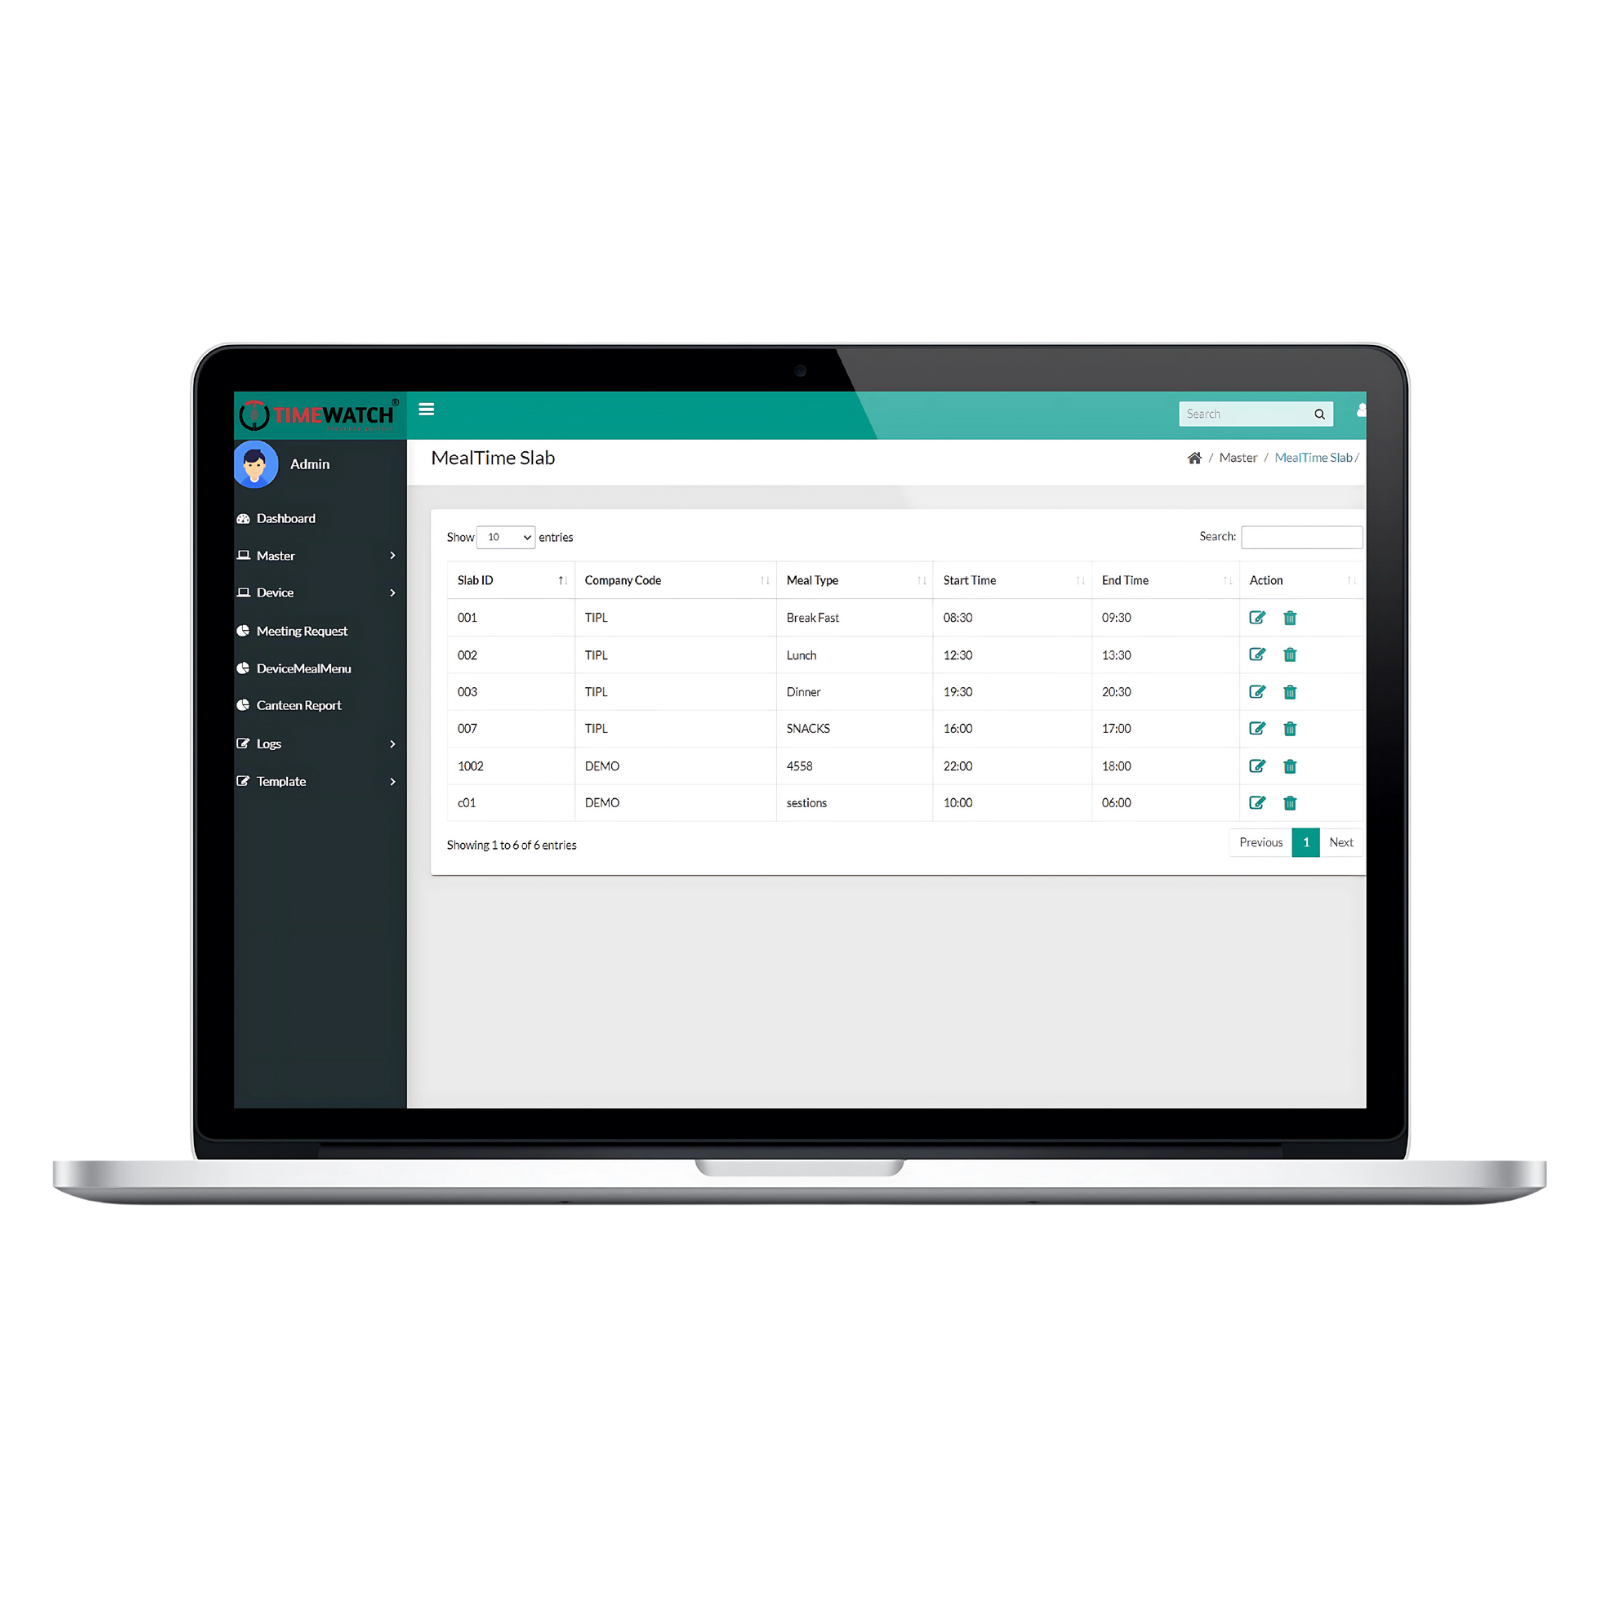 TIMEWATCH®
Search
Admin
MealTime Slab
/ Master / MealTime Slab /
Dashboard
Master
Device
Meeting Request
DeviceMealMenu
Canteen Report
Logs
Template
Show 10 entries
Search:
Slab ID Company Code Meal Type Start Time End Time Action
001 TIPL Break Fast 08:30 09:30
002 TIPL Lunch 12:30 13:30
003 TIPL Dinner 19:30 20:30
007 TIPL SNACKS 16:00 17:00
1002 DEMO 4558 22:00 18:00
c01 DEMO sestions 10:00 06:00
Showing 1 to 6 of 6 entries
Previous 1 Next